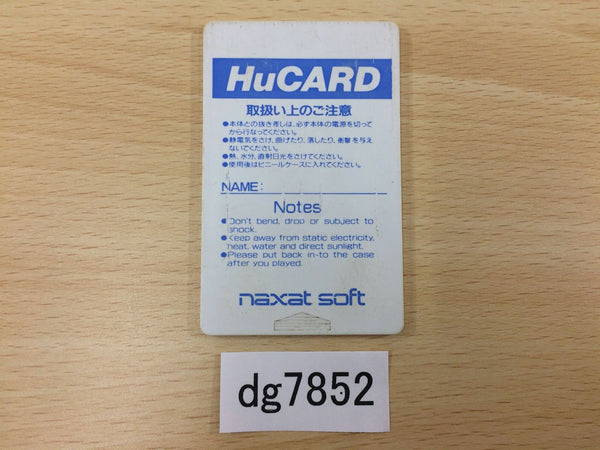 HuCARD
取扱い上のご注意
●本体との抜き差しは、必ず本体の電源を切って
から行なってください。
●静電気をさけ、曲げたり、落したり、衝撃を与え
ないでください。
●熱、水分、直射日光をさけてください。
●使用後はビニールケースに入れてください。
NAME:
Notes
●Don't bend, drop or subject to
shock.
●Keep away from static electricity,
heat, water and direct sunlight.
●Please put back in-to the case
after you played.
naxat soft
dg7852